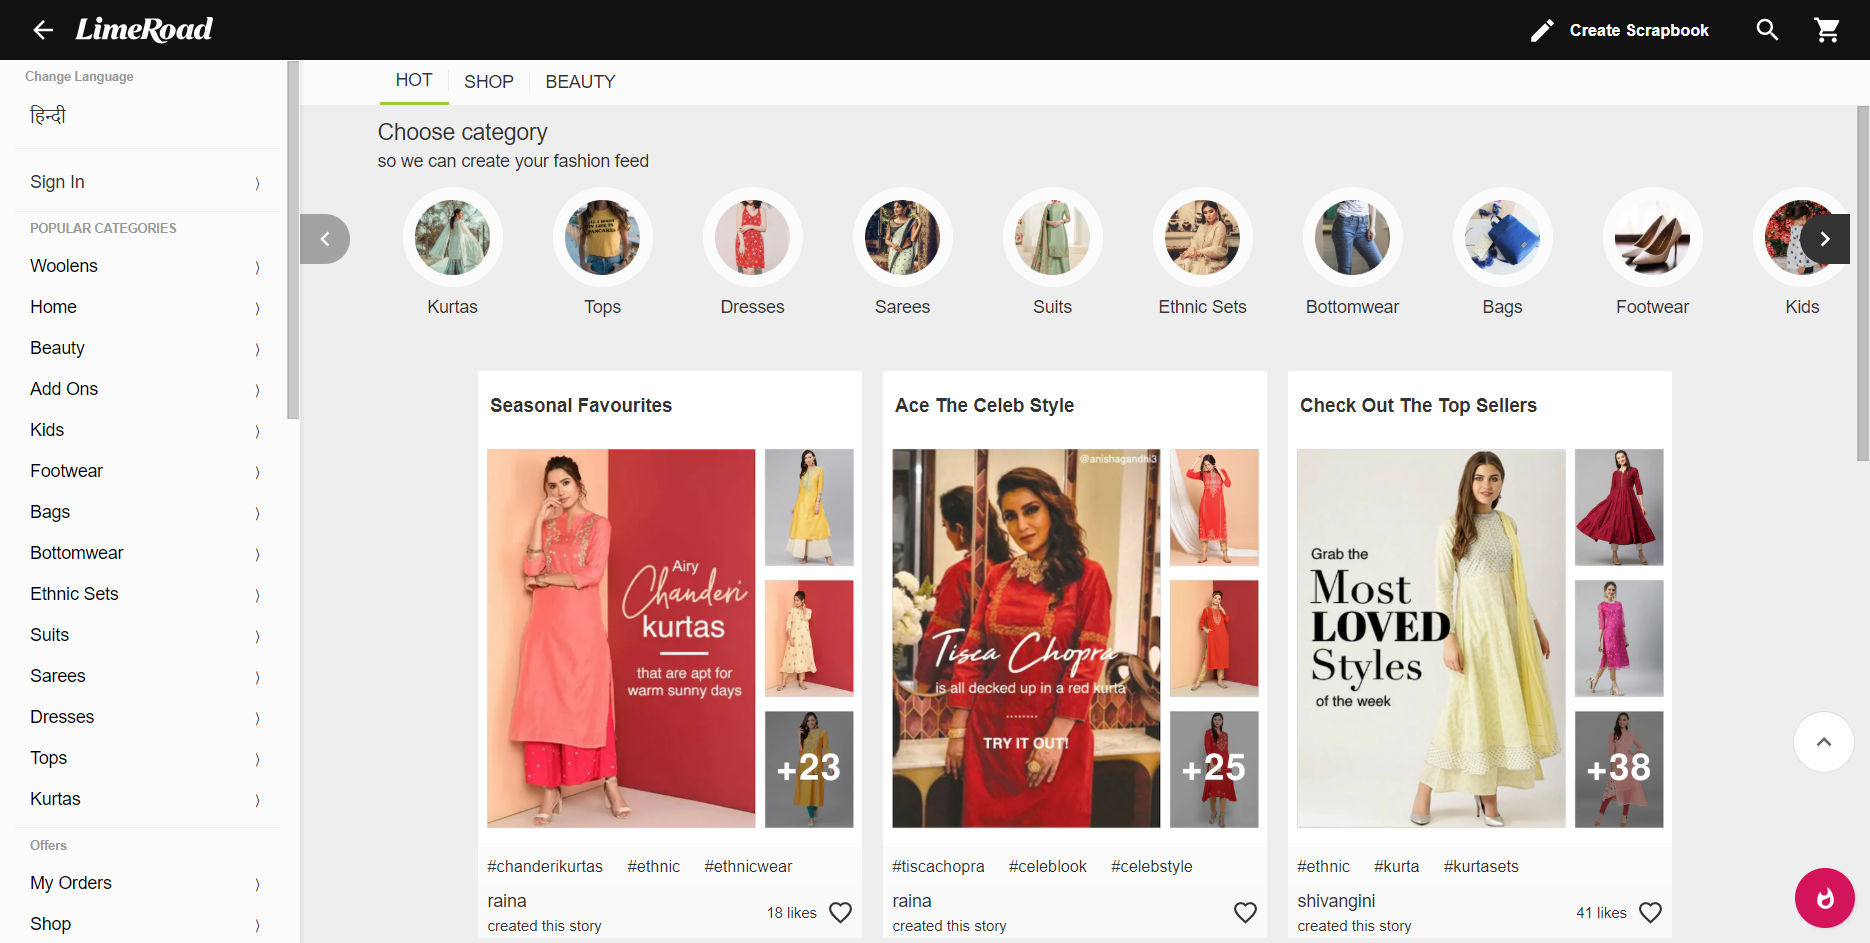 LimeRoad
Create Scrapbook
Change Language
हिन्दी
Sign In
POPULAR CATEGORIES
Woolens
Home
Beauty
Add Ons
Kids
Footwear
Bags
Bottomwear
Ethnic Sets
Suits
Sarees
Dresses
Tops
Kurtas
Offers
My Orders
Shop
HOT
SHOP
BEAUTY
Choose category
so we can create your fashion feed
Kurtas
Tops
Dresses
Sarees
Suits
Ethnic Sets
Bottomwear
Bags
Footwear
Kids
Seasonal Favourites
Airy
Chanderi
kurtas
that are apt for
warm sunny days
+23
#chanderikurtas #ethnic #ethnicwear
raina
created this story
18 likes
Ace The Celeb Style
@anishagandhi3
Tisca Chopra
is all decked up in a red kurta
TRY IT OUT!
+25
#tiscachopra #celeblook #celebstyle
raina
created this story
Check Out The Top Sellers
Grab the
Most
LOVED
Styles
of the week
+38
#ethnic #kurta #kurtasets
shivangini
created this story
41 likes